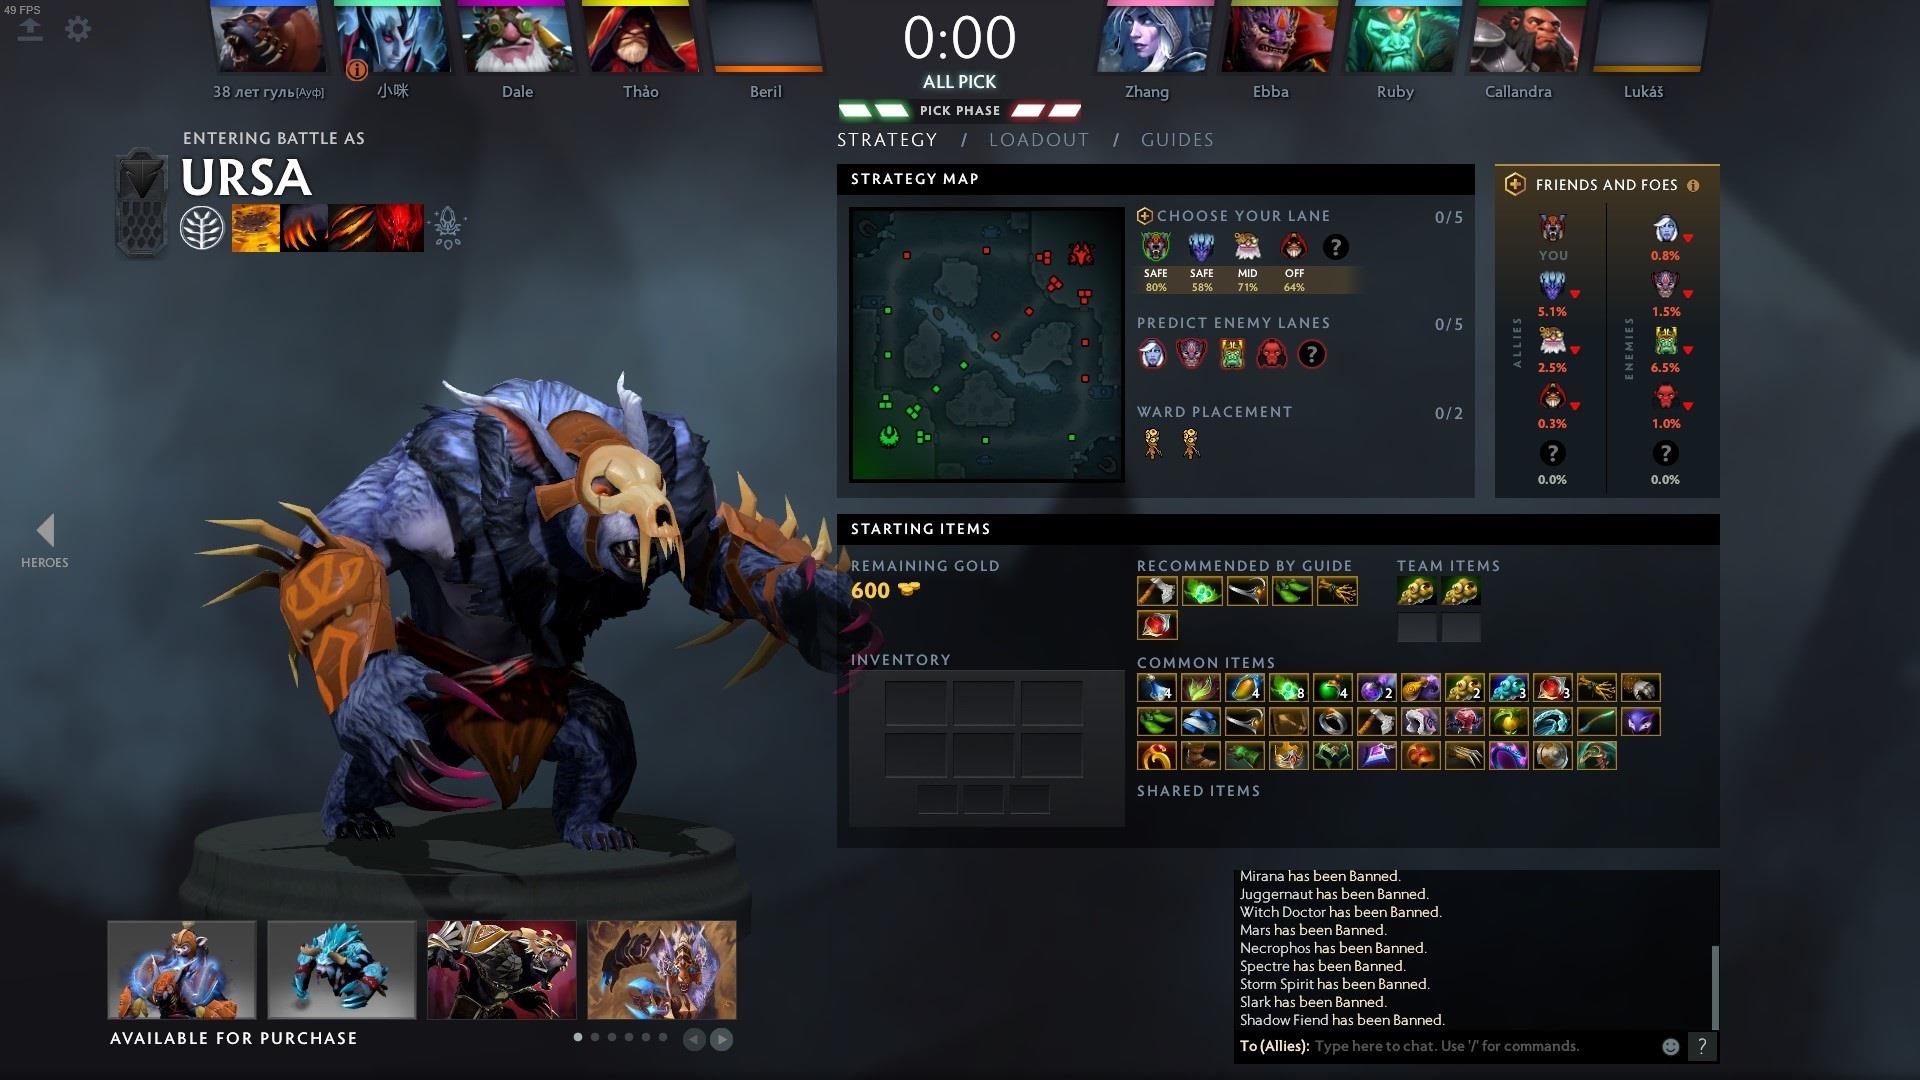 49 FPS
38 лет гуль[Ауф]
小咪
Dale
Thảo
Beril
0:00
ALL PICK
PICK PHASE
Zhang
Ebba
Ruby
Callandra
Lukáš
ENTERING BATTLE AS
URSA
STRATEGY / LOADOUT / GUIDES
STRATEGY MAP
CHOOSE YOUR LANE 0/5
SAFE SAFE MID OFF
80% 58% 71% 64%
PREDICT ENEMY LANES 0/5
WARD PLACEMENT 0/2
FRIENDS AND FOES
YOU 0.8%
ALLIES
ENEMIES
5.1% 1.5%
2.5% 6.5%
0.3% 1.0%
0.0% 0.0%
HEROES
STARTING ITEMS
REMAINING GOLD
600
RECOMMENDED BY GUIDE
TEAM ITEMS
INVENTORY
COMMON ITEMS
4 4 8 4 2 2 3 3
SHARED ITEMS
Mirana has been Banned.
Juggernaut has been Banned.
Witch Doctor has been Banned.
Mars has been Banned.
Necrophos has been Banned.
Spectre has been Banned.
Storm Spirit has been Banned.
Slark has been Banned.
Shadow Fiend has been Banned.
To (Allies): Type here to chat. Use '/' for commands. ?
AVAILABLE FOR PURCHASE